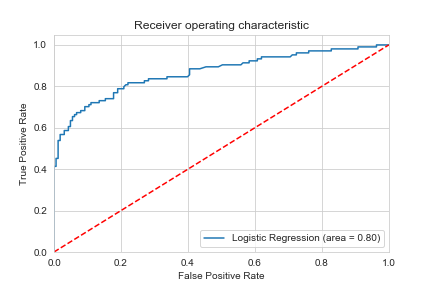 Receiver operating characteristic
1.0
0.8
0.6
0.4
0.2
0.0
True Positive Rate
Logistic Regression (area = 0.80)
0.0 0.2 0.4 0.6 0.8 1.0
False Positive Rate